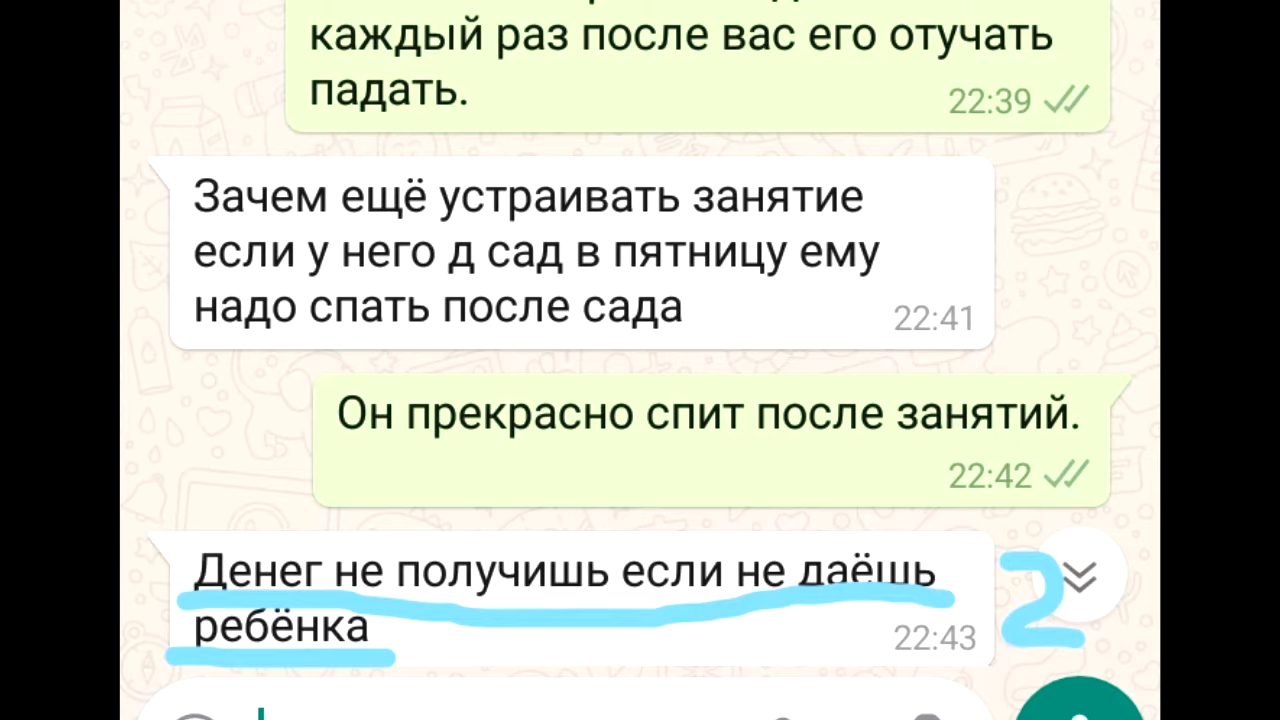 каждый раз после вас его отучать
падать.
22:39
Зачем ещё устраивать занятие
если у него д сад в пятницу ему
надо спать после сада
22:41
Он прекрасно спит после занятий.
22:42
Денег не получишь если не даёшь
ребёнка
22:43
2